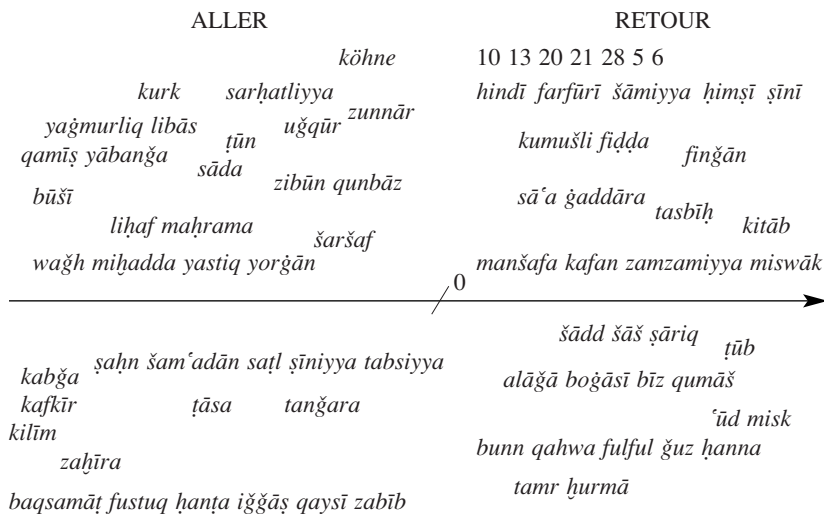 ALLER
köhne
kurk sarḥatliyya
zunnār
yaġmurliq libās
uǧqūr
ṭūn
qamīṣ yābanǧa
sāda
zibūn qunbāz
būšī
liḥaf maḥrama
šaršaf
waǧh miḫadda yastiq yorġān
RETOUR
10 13 20 21 28 5 6
hindī farfūrī šāmiyya ḥimṣī ṣīnī
kumušli fiḍḍa
finǧān
sāʿa ġaddāra
tasbīḥ
kitāb
manšafa kafan zamzamiyya miswāk
0
ṣaḥn šamʿadān saṭl ṣīniyya tabsiyya
kabǧa
kafkīr ṭāsa tanǧara
kilīm
zaḫīra
baqsamāṭ fustuq ḥanṭa iǧǧāṣ qaysī zabīb
šādd šāš ṣāriq
ṭūb
alāǧā boġāsī bīz qumāš
ʿūd misk
bunn qahwa fulful ǧuz ḥanna
tamr ḫurmā